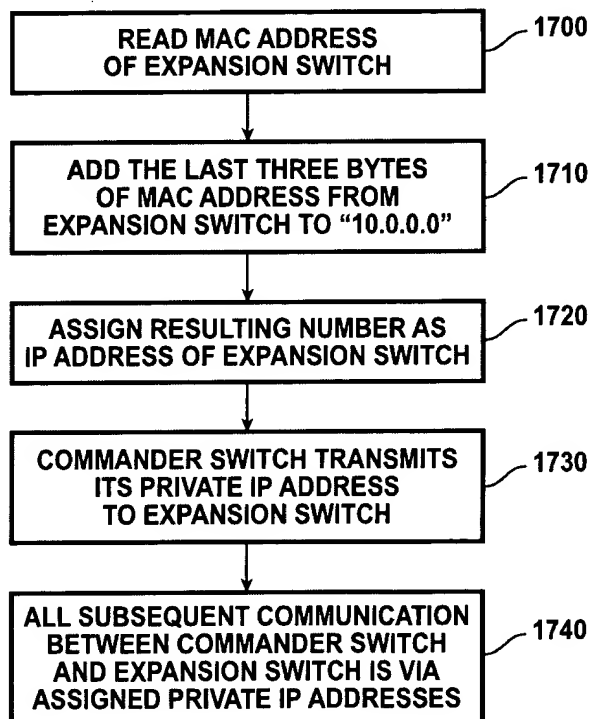 READ MAC ADDRESS
OF EXPANSION SWITCH
1700
ADD THE LAST THREE BYTES
OF MAC ADDRESS FROM
EXPANSION SWITCH TO “10.0.0.0”
1710
ASSIGN RESULTING NUMBER AS
IP ADDRESS OF EXPANSION SWITCH
1720
COMMANDER SWITCH TRANSMITS
ITS PRIVATE IP ADDRESS
TO EXPANSION SWITCH
1730
ALL SUBSEQUENT COMMUNICATION
BETWEEN COMMANDER SWITCH
AND EXPANSION SWITCH IS VIA
ASSIGNED PRIVATE IP ADDRESSES
1740